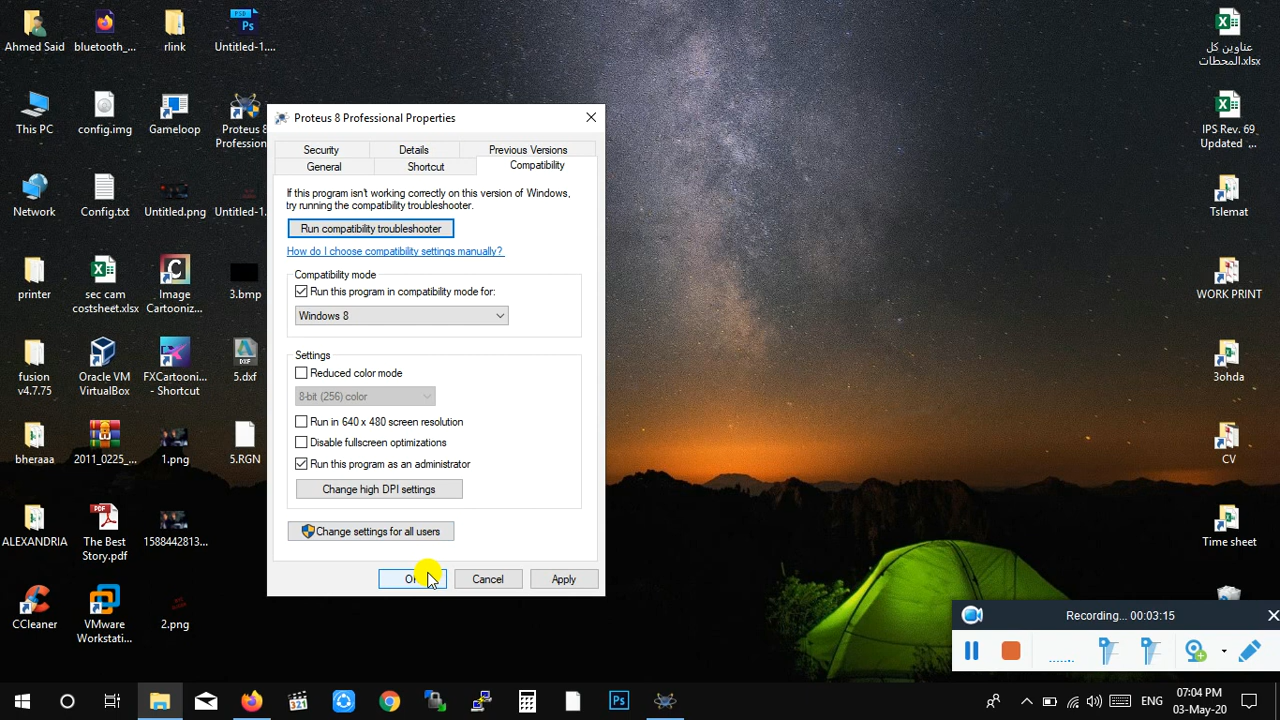 Ahmed Said
bluetooth_...
rlink
Untitled-1....
This PC
config.img
Gameloop
Proteus 8
Profession...
Network
Config.txt
Untitled.png
Untitled-1.
printer
sec cam
costsheet.xlsx
Image
Cartooniz...
3.bmp
fusion
v4.7.75
Oracle VM
VirtualBox
FXCartooni...
- Shortcut
5.dxf
bheraaa
2011_0225_...
1.png
5.RGN
ALEXANDRIA
The Best
Story.pdf
1588442813...
CCleaner
VMware
Workstati...
2.png
PSB
Ps
DXF
PDF
Proteus 8 Professional Properties
Security
Details
Previous Versions
General
Shortcut
Compatibility
If this program isn't working correctly on this version of Windows,
try running the compatibility troubleshooter.
Run compatibility troubleshooter
How do I choose compatibility settings manually?
Compatibility mode
Run this program in compatibility mode for:
Windows 8
Settings
Reduced color mode
8-bit (256) color
Run in 640 x 480 screen resolution
Disable fullscreen optimizations
Run this program as an administrator
Change high DPI settings
Change settings for all users
Cancel
Apply
عناوين كل
المحطات.xlsx
IPS Rev. 69
Updated _...
Tslemat
WORK PRINT
3ohda
CV
Time sheet
Recording... 00:03:15
321
Ps
ENG
07:04 PM
03-May-20